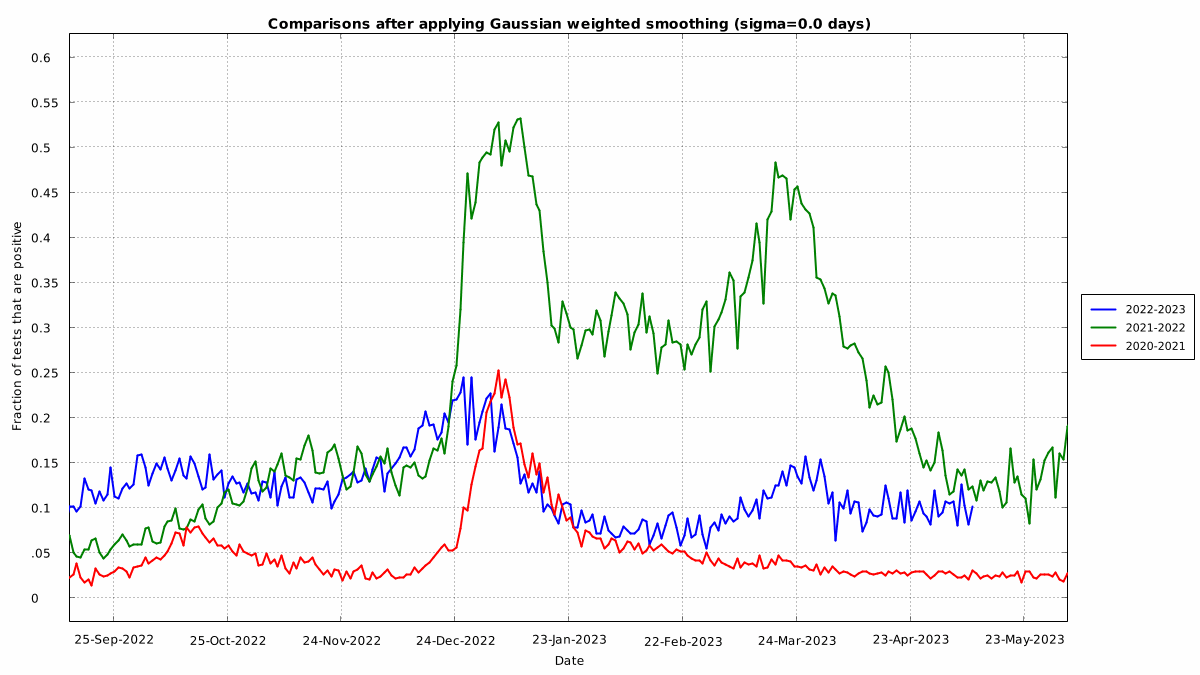 Comparisons after applying Gaussian weighted smoothing (sigma=0.0 days)
0.6
0.55
0.5
0.45
0.4
0.35
0.3
0.25
0.2
0.15
0.1
.05
0
Fraction of tests that are positive
25-Sep-2022
25-Oct-2022
24-Nov-2022
24-Dec-2022
23-Jan-2023
22-Feb-2023
24-Mar-2023
23-Apr-2023
23-May-2023
Date
2022-2023
2021-2022
2020-2021